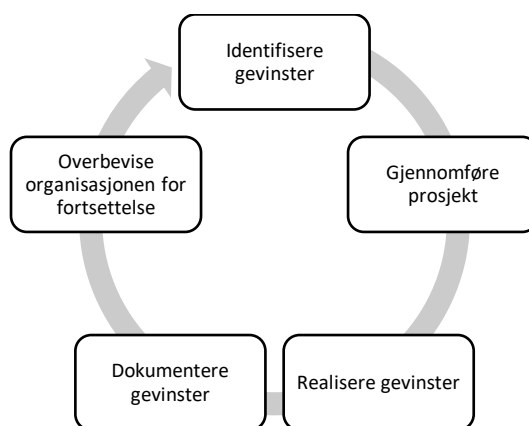 Identifisere
gevinster
Gjennomføre
prosjekt
Realisere gevinster
Dokumentere
gevinster
Overbevise
organisasjonen for
fortsettelse